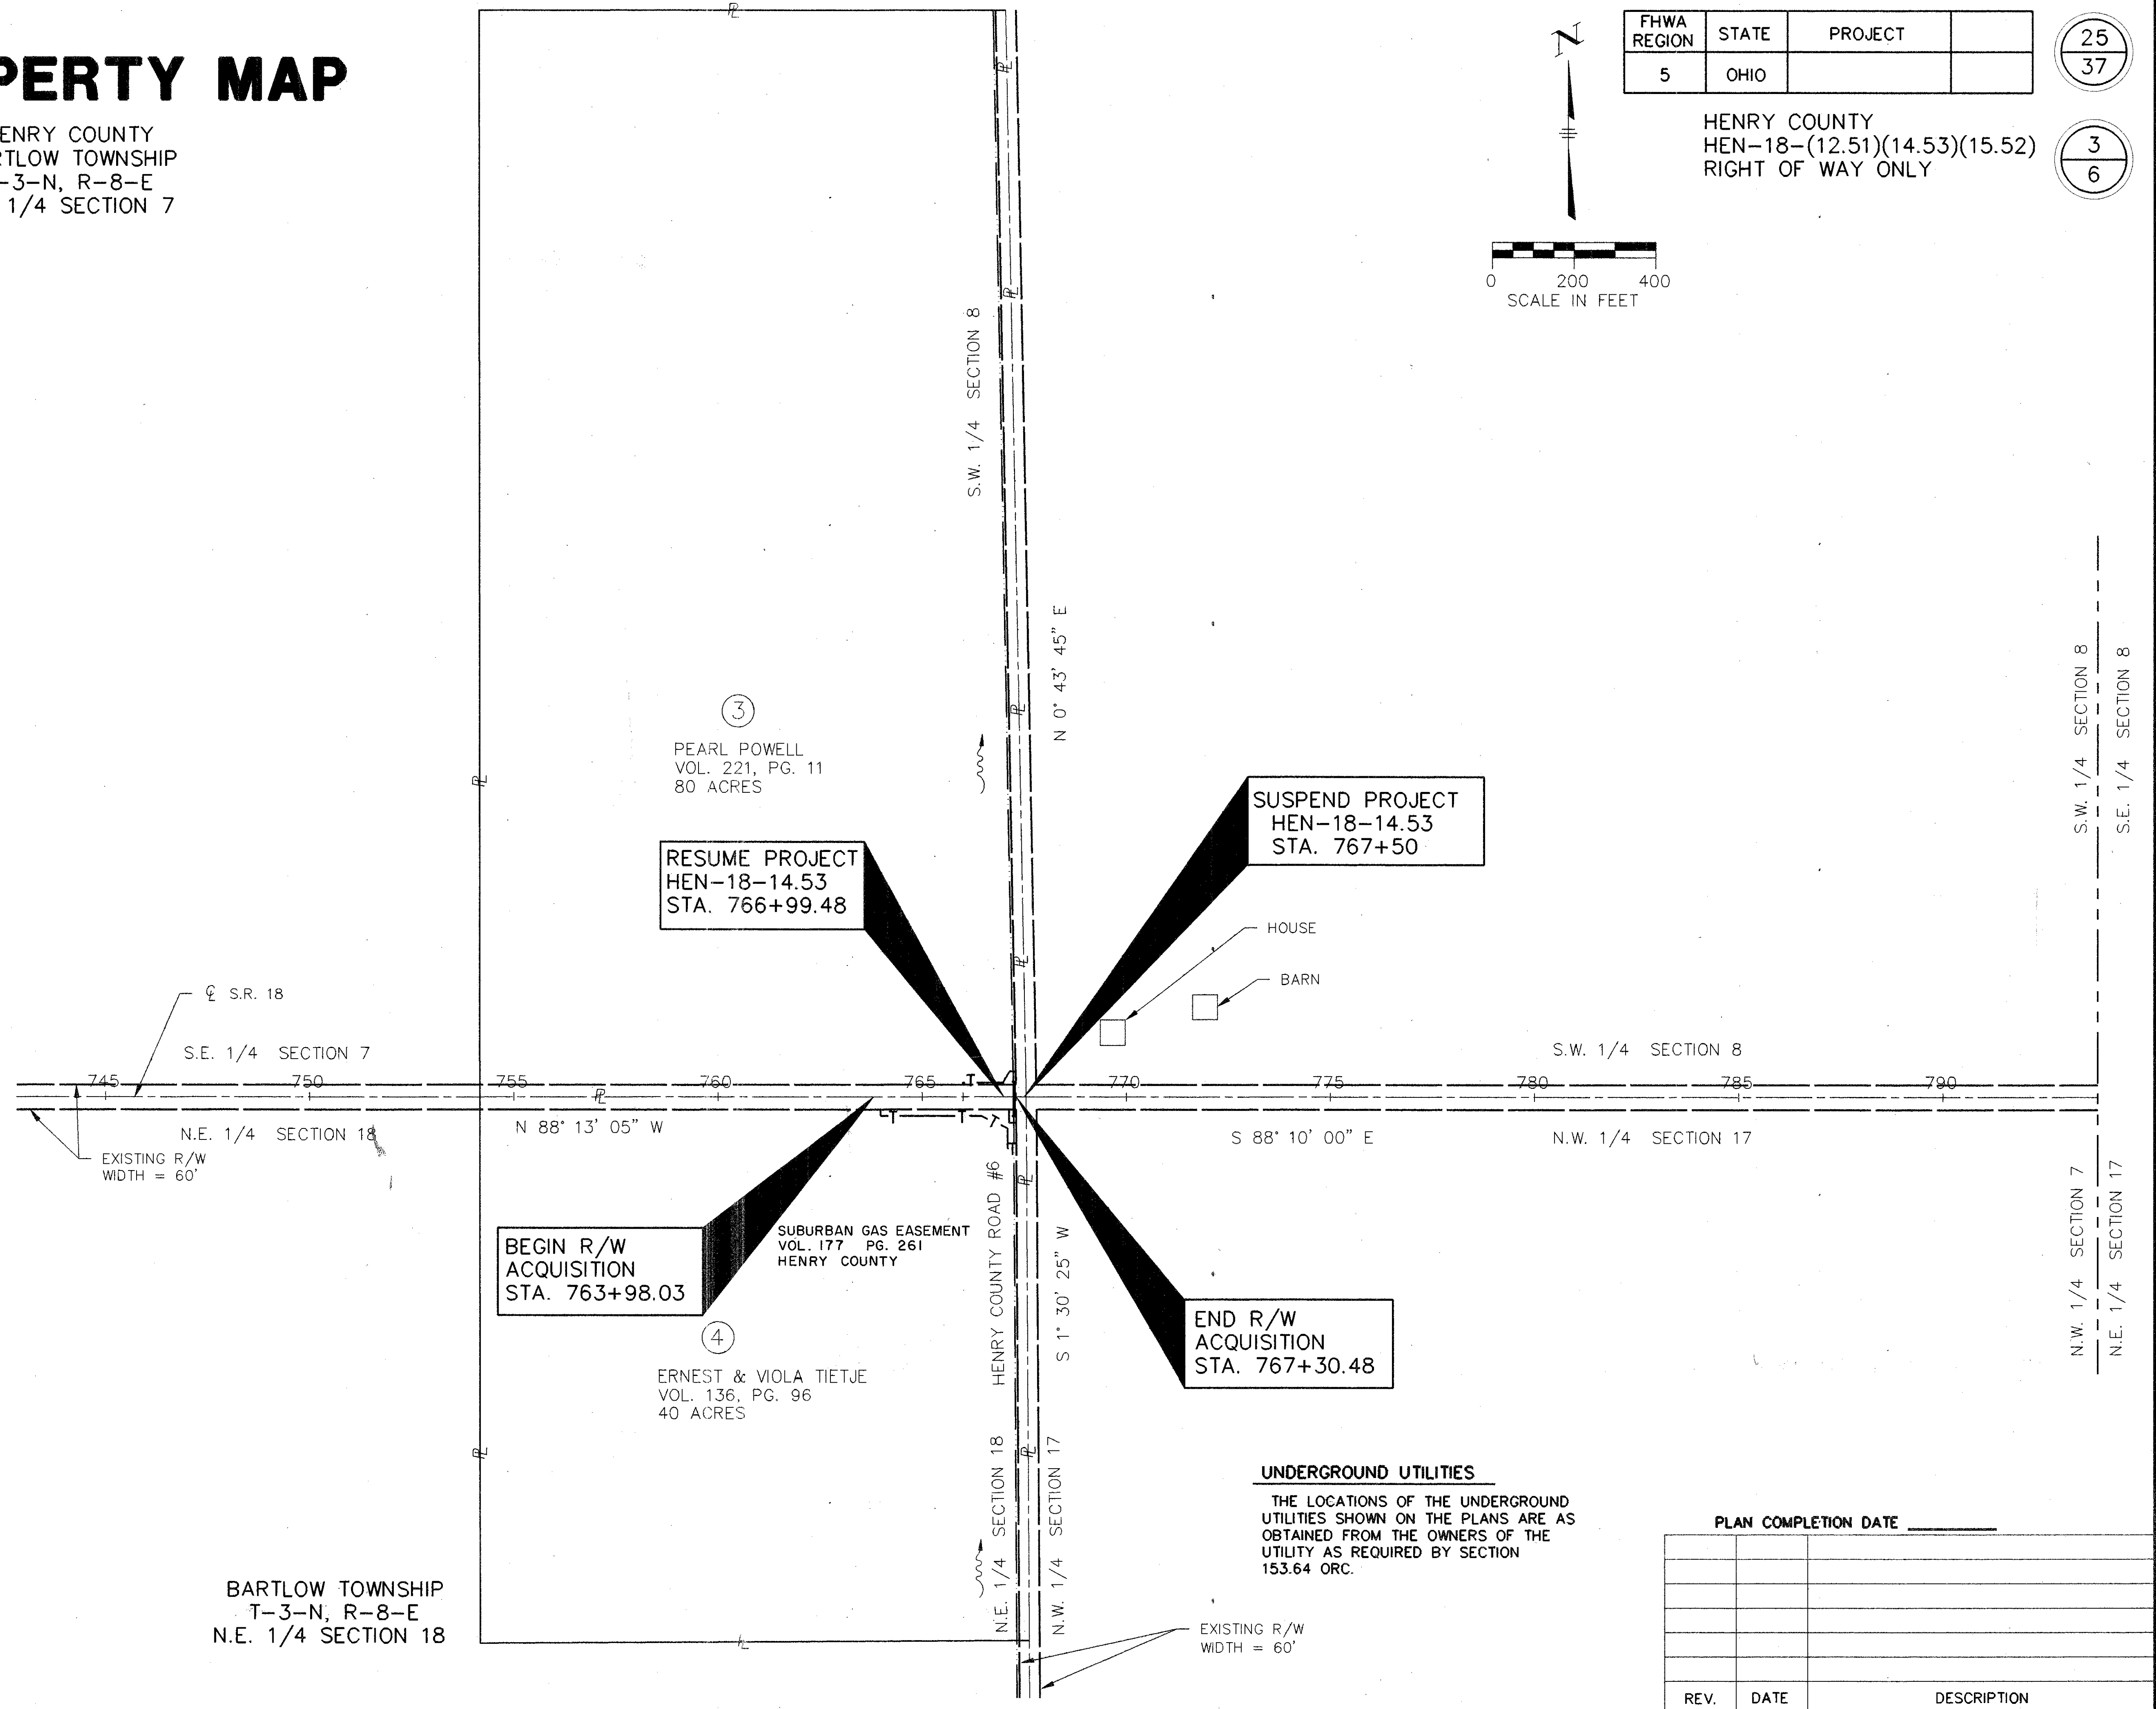 PERTY MAP
ENRY COUNTY
RTLOW TOWNSHIP
-3-N, R-8-E
1/4 SECTION 7
N
FHWA REGION STATE PROJECT
5 OHIO
25
37
HENRY COUNTY
HEN-18-(12.51)(14.53)(15.52)
RIGHT OF WAY ONLY
3
6
0 200 400
SCALE IN FEET
S.W. 1/4 SECTION 8
N 0° 43' 45" E
3
PEARL POWELL
VOL. 221, PG. 11
80 ACRES
RESUME PROJECT
HEN-18-14.53
STA. 766+99.48
SUSPEND PROJECT
HEN-18-14.53
STA. 767+50
HOUSE
BARN
S.W. 1/4 SECTION 8
S.E. 1/4 SECTION 8
℄ S.R. 18
S.E. 1/4 SECTION 7
S.W. 1/4 SECTION 8
745 750 755 760 765 770 775 780 785 790
N.E. 1/4 SECTION 18
N 88° 13' 05" W
S 88° 10' 00" E
N.W. 1/4 SECTION 17
EXISTING R/W
WIDTH = 60'
BEGIN R/W
ACQUISITION
STA. 763+98.03
SUBURBAN GAS EASEMENT
VOL. 177 PG. 261
HENRY COUNTY
HENRY COUNTY ROAD #6
S 1° 30' 25" W
END R/W
ACQUISITION
STA. 767+30.48
N.W. 1/4 SECTION 7
N.E. 1/4 SECTION 17
4
ERNEST & VIOLA TIETJE
VOL. 136, PG. 96
40 ACRES
N.E. 1/4 SECTION 18
N.W. 1/4 SECTION 17
UNDERGROUND UTILITIES
THE LOCATIONS OF THE UNDERGROUND
UTILITIES SHOWN ON THE PLANS ARE AS
OBTAINED FROM THE OWNERS OF THE
UTILITY AS REQUIRED BY SECTION
153.64 ORC.
BARTLOW TOWNSHIP
T-3-N, R-8-E
N.E. 1/4 SECTION 18
EXISTING R/W
WIDTH = 60'
PLAN COMPLETION DATE
REV. DATE DESCRIPTION